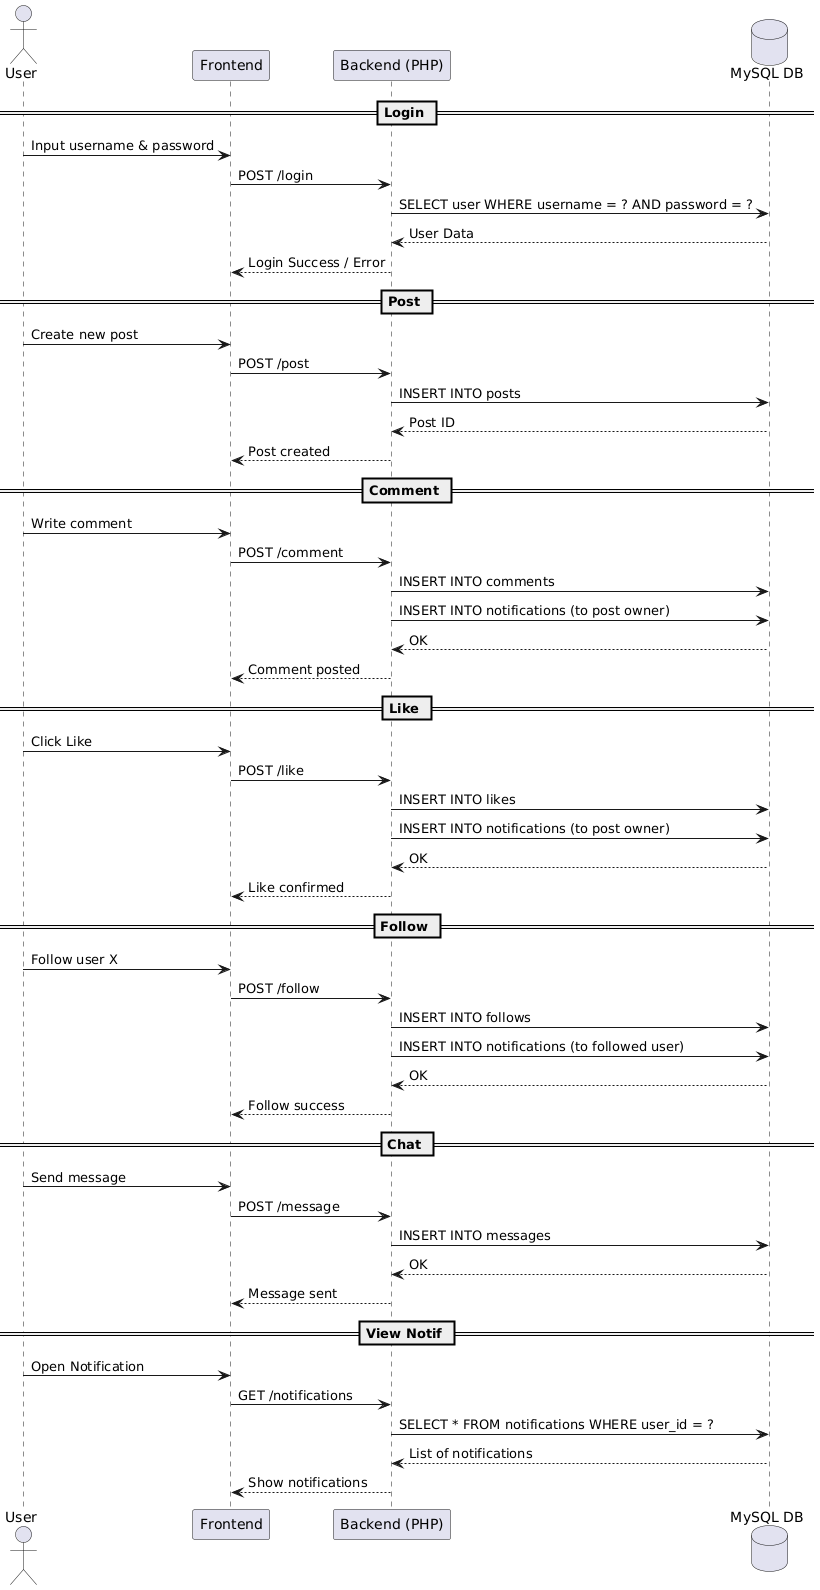 User
Frontend
Backend (PHP)
MySQL DB
Login
Input username & password
POST /login
SELECT user WHERE username = ? AND password = ?
User Data
Login Success / Error
Post
Create new post
POST /post
INSERT INTO posts
Post ID
Post created
Comment
Write comment
POST /comment
INSERT INTO comments
INSERT INTO notifications (to post owner)
OK
Comment posted
Like
Click Like
POST /like
INSERT INTO likes
INSERT INTO notifications (to post owner)
OK
Like confirmed
Follow
Follow user X
POST /follow
INSERT INTO follows
INSERT INTO notifications (to followed user)
OK
Follow success
Chat
Send message
POST /message
INSERT INTO messages
OK
Message sent
View Notif
Open Notification
GET /notifications
SELECT * FROM notifications WHERE user_id = ?
List of notifications
Show notifications
User
Frontend
Backend (PHP)
MySQL DB